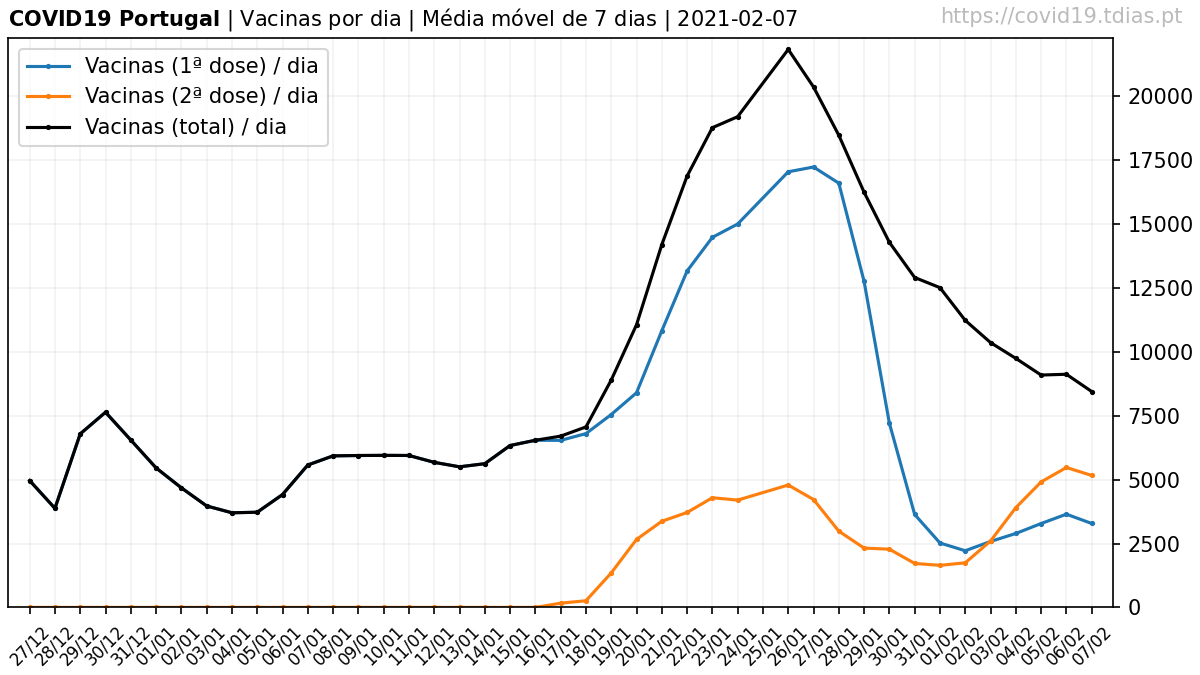 COVID19 Portugal | Vacinas por dia | Média móvel de 7 dias | 2021-02-07
https://covid19.tdias.pt
Vacinas (1ª dose) / dia
Vacinas (2ª dose) / dia
Vacinas (total) / dia
20000
17500
15000
12500
10000
7500
5000
2500
0
27/12 28/12 29/12 30/12 31/12 01/01 02/01 03/01 04/01 05/01 06/01 07/01 08/01 09/01 10/01 11/01 12/01 13/01 14/01 15/01 16/01 17/01 18/01 19/01 20/01 21/01 22/01 23/01 24/01 25/01 26/01 27/01 28/01 29/01 30/01 31/01 01/02 02/02 03/02 04/02 05/02 06/02 07/02